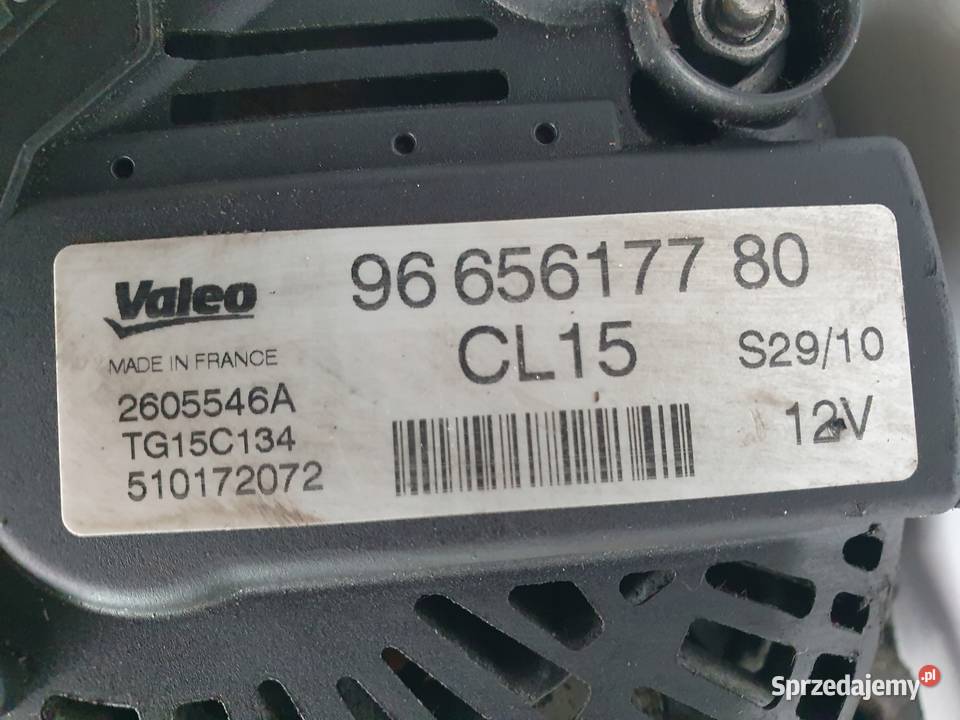 Valeo
96 656177 80
MADE IN FRANCE
CL15
S29/10
2605546A
TG15C134
510172072
12V
Sprzedajemy.pl